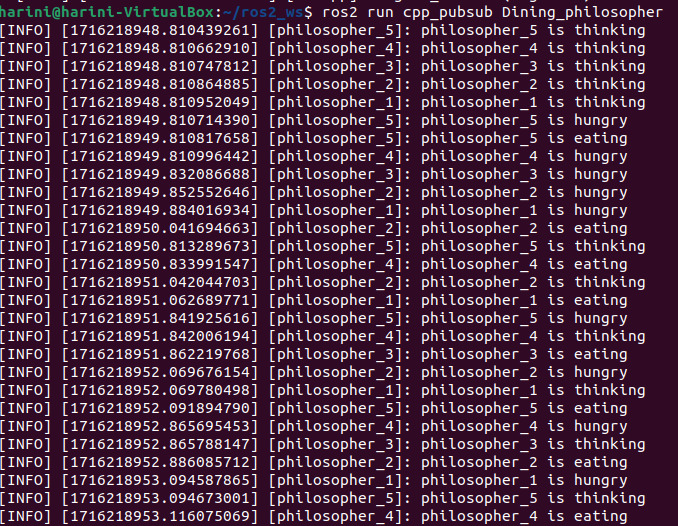 harini@harini-VirtualBox:~/ros2_ws$ ros2 run cpp_pubsub Dining_philosopher
[INFO] [1716218948.810439261] [philosopher_5]: philosopher_5 is thinking
[INFO] [1716218948.810662910] [philosopher_4]: philosopher_4 is thinking
[INFO] [1716218948.810747812] [philosopher_3]: philosopher_3 is thinking
[INFO] [1716218948.810864885] [philosopher_2]: philosopher_2 is thinking
[INFO] [1716218948.810952049] [philosopher_1]: philosopher_1 is thinking
[INFO] [1716218949.810714390] [philosopher_5]: philosopher_5 is hungry
[INFO] [1716218949.810817658] [philosopher_5]: philosopher_5 is eating
[INFO] [1716218949.810996442] [philosopher_4]: philosopher_4 is hungry
[INFO] [1716218949.832086688] [philosopher_3]: philosopher_3 is hungry
[INFO] [1716218949.852552646] [philosopher_2]: philosopher_2 is hungry
[INFO] [1716218949.884016934] [philosopher_1]: philosopher_1 is hungry
[INFO] [1716218950.041694663] [philosopher_2]: philosopher_2 is eating
[INFO] [1716218950.813289673] [philosopher_5]: philosopher_5 is thinking
[INFO] [1716218950.833991547] [philosopher_4]: philosopher_4 is eating
[INFO] [1716218951.042044703] [philosopher_2]: philosopher_2 is thinking
[INFO] [1716218951.062689771] [philosopher_1]: philosopher_1 is eating
[INFO] [1716218951.841925616] [philosopher_5]: philosopher_5 is hungry
[INFO] [1716218951.842006194] [philosopher_4]: philosopher_4 is thinking
[INFO] [1716218951.862219768] [philosopher_3]: philosopher_3 is eating
[INFO] [1716218952.069676154] [philosopher_2]: philosopher_2 is hungry
[INFO] [1716218952.069780498] [philosopher_1]: philosopher_1 is thinking
[INFO] [1716218952.091894790] [philosopher_5]: philosopher_5 is eating
[INFO] [1716218952.865695453] [philosopher_4]: philosopher_4 is hungry
[INFO] [1716218952.865788147] [philosopher_3]: philosopher_3 is thinking
[INFO] [1716218952.886085712] [philosopher_2]: philosopher_2 is eating
[INFO] [1716218953.094587865] [philosopher_1]: philosopher_1 is hungry
[INFO] [1716218953.094673001] [philosopher_5]: philosopher_5 is thinking
[INFO] [1716218953.116075069] [philosopher_4]: philosopher_4 is eating